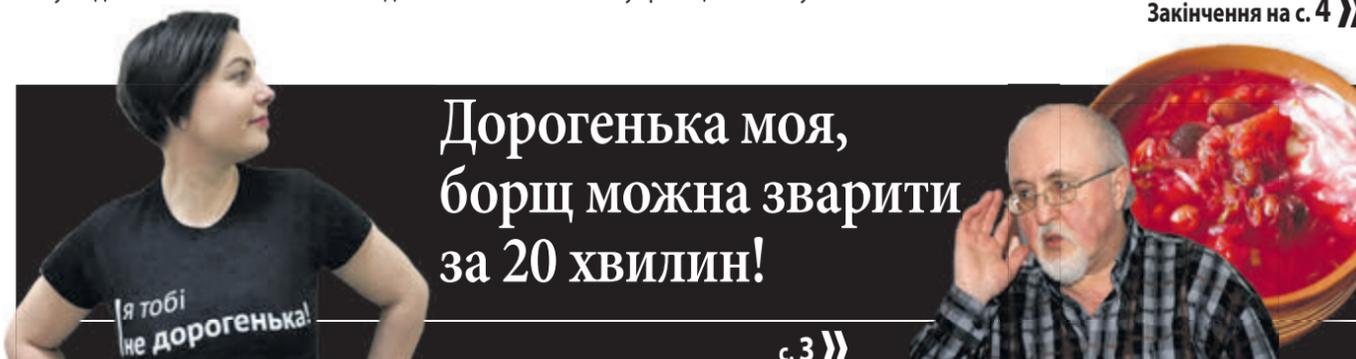 Закінчення на с. 4 》
Дорогенька моя,
борщ можна зварити
за 20 хвилин!
я тобі
не дорогенька!
с. 3 》